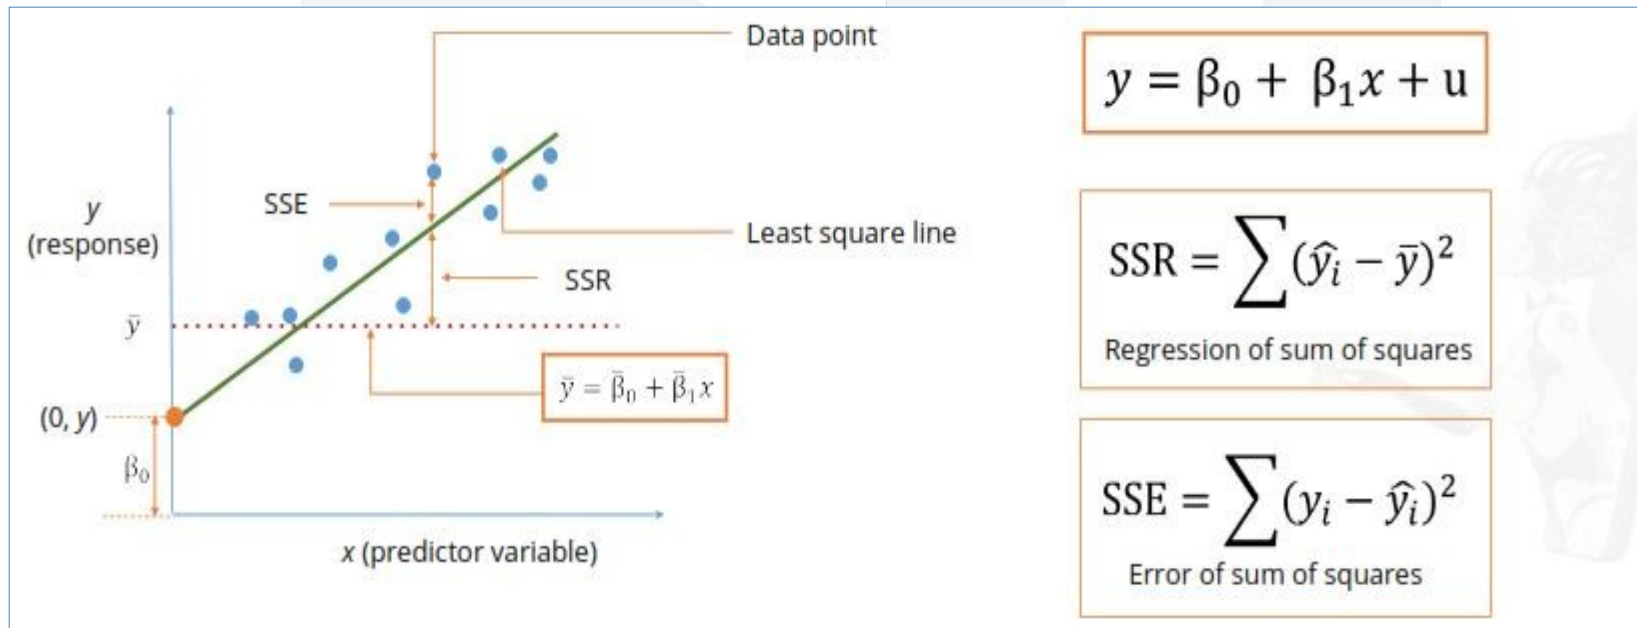 Data point
y = β₀ + β₁x + u
SSE
y
(response)
Least square line
SSR = ∑(ŷᵢ − ȳ)²
SSR
ȳ
Regression of sum of squares
ȳ = β̄₀ + β̄₁x
(0, y)
β₀
SSE = ∑(yᵢ − ŷᵢ)²
x (predictor variable)
Error of sum of squares